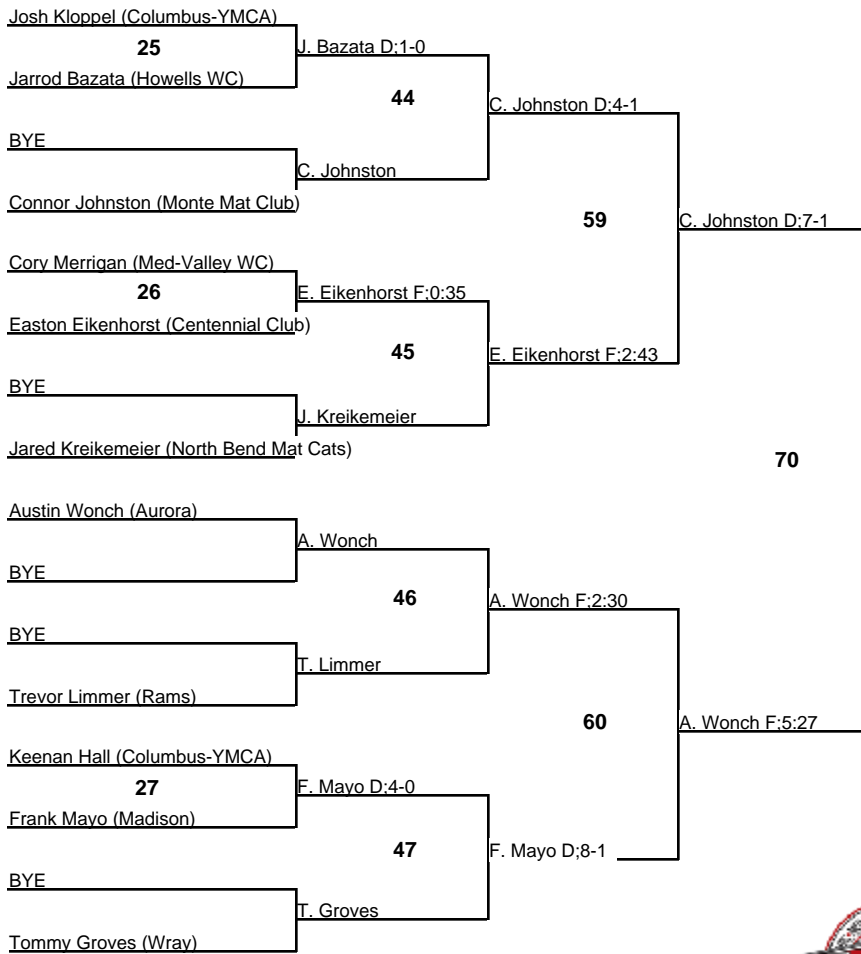 Josh Kloppel (Columbus-YMCA)
25
J. Bazata D;1-0
Jarrod Bazata (Howells WC)
44
C. Johnston D;4-1
BYE
C. Johnston
Connor Johnston (Monte Mat Club)
59
C. Johnston D;7-1
Cory Merrigan (Med-Valley WC)
26
E. Eikenhorst F;0:35
Easton Eikenhorst (Centennial Club)
45
E. Eikenhorst F;2:43
BYE
J. Kreikemeier
Jared Kreikemeier (North Bend Mat Cats)
70
Austin Wonch (Aurora)
A. Wonch
BYE
46
A. Wonch F;2:30
BYE
T. Limmer
Trevor Limmer (Rams)
60
A. Wonch F;5:27
Keenan Hall (Columbus-YMCA)
27
F. Mayo D;4-0
Frank Mayo (Madison)
47
F. Mayo D;8-1
BYE
T. Groves
Tommy Groves (Wray)